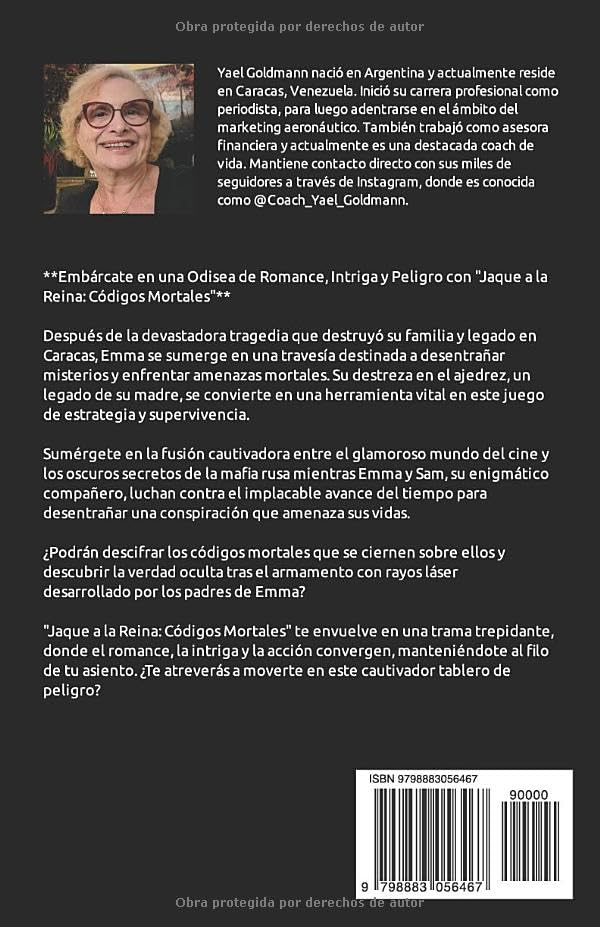 Obra protegida por derechos de autor
Yael Goldmann nació en Argentina y actualmente reside
en Caracas, Venezuela. Inició su carrera profesional como
periodista, para luego adentrarse en el ámbito del
marketing aeronáutico. También trabajó como asesora
financiera y actualmente es una destacada coach de
vida. Mantiene contacto directo con sus miles de
seguidores a través de Instagram, donde es conocida
como @Coach_Yael_Goldmann.
**Embárcate en una Odisea de Romance, Intriga y Peligro con "Jaque a la
Reina: Códigos Mortales"**
Después de la devastadora tragedia que destruyó su familia y legado en
Caracas, Emma se sumerge en una travesía destinada a desentrañar
misterios y enfrentar amenazas mortales. Su destreza en el ajedrez, un
legado de su madre, se convierte en una herramienta vital en este juego
de estrategia y supervivencia.
Sumérgete en la fusión cautivadora entre el glamoroso mundo del cine y
los oscuros secretos de la mafia rusa mientras Emma y Sam, su enigmático
compañero, luchan contra el implacable avance del tiempo para
desentrañar una conspiración que amenaza sus vidas.
¿Podrán descifrar los códigos mortales que se ciernen sobre ellos y
descubrir la verdad oculta tras el armamento con rayos láser
desarrollado por los padres de Emma?
"Jaque a la Reina: Códigos Mortales" te envuelve en una trama trepidante,
donde el romance, la intriga y la acción convergen, manteniéndote al filo
de tu asiento. ¿Te atreverás a moverte en este cautivador tablero de
peligro?
ISBN 9798883056467
90000
9 798883 056467
Obra protegida por derechos de autor